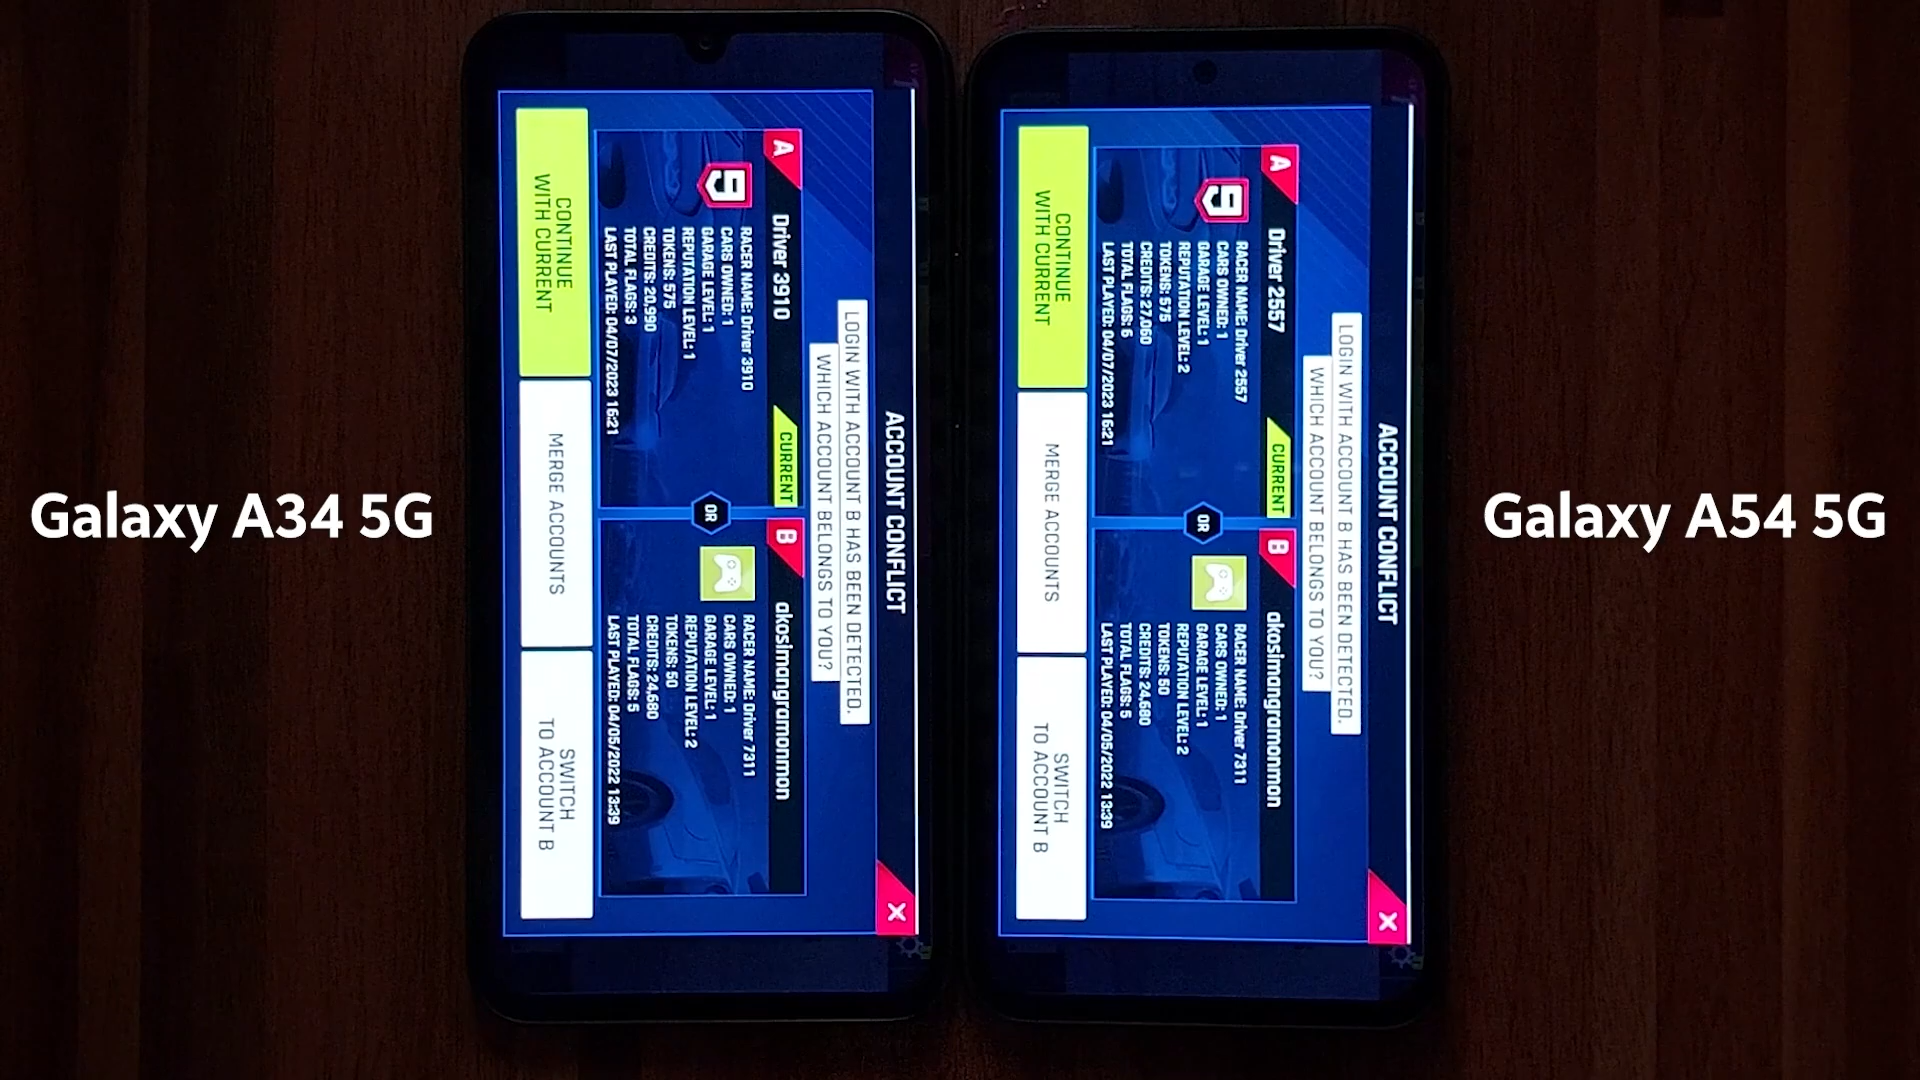 Galaxy A34 5G
ACCOUNT CONFLICT
LOGIN WITH ACCOUNT B HAS BEEN DETECTED.
WHICH ACCOUNT BELONGS TO YOU?
A
Driver 3910
CURRENT
RACER NAME: Driver 3910
CARS OWNED: 1
GARAGE LEVEL: 1
REPUTATION LEVEL: 1
TOKENS: 575
CREDITS: 20,990
TOTAL FLAGS: 3
LAST PLAYED: 04/07/2023 16:21
OR
B
akosimangramonmon
RACER NAME: Driver 7311
CARS OWNED: 1
GARAGE LEVEL: 1
REPUTATION LEVEL: 2
TOKENS: 50
CREDITS: 24,680
TOTAL FLAGS: 5
LAST PLAYED: 04/05/2022 13:39
CONTINUE
WITH CURRENT
MERGE ACCOUNTS
SWITCH
TO ACCOUNT B
X
ACCOUNT CONFLICT
LOGIN WITH ACCOUNT B HAS BEEN DETECTED.
WHICH ACCOUNT BELONGS TO YOU?
A
Driver 2557
CURRENT
RACER NAME: Driver 2557
CARS OWNED: 1
GARAGE LEVEL: 1
REPUTATION LEVEL: 2
TOKENS: 575
CREDITS: 27,060
TOTAL FLAGS: 6
LAST PLAYED: 04/07/2023 16:21
OR
B
akosimangramonmon
RACER NAME: Driver 7311
CARS OWNED: 1
GARAGE LEVEL: 1
REPUTATION LEVEL: 2
TOKENS: 50
CREDITS: 24,680
TOTAL FLAGS: 5
LAST PLAYED: 04/05/2022 13:39
CONTINUE
WITH CURRENT
MERGE ACCOUNTS
SWITCH
TO ACCOUNT B
X
Galaxy A54 5G